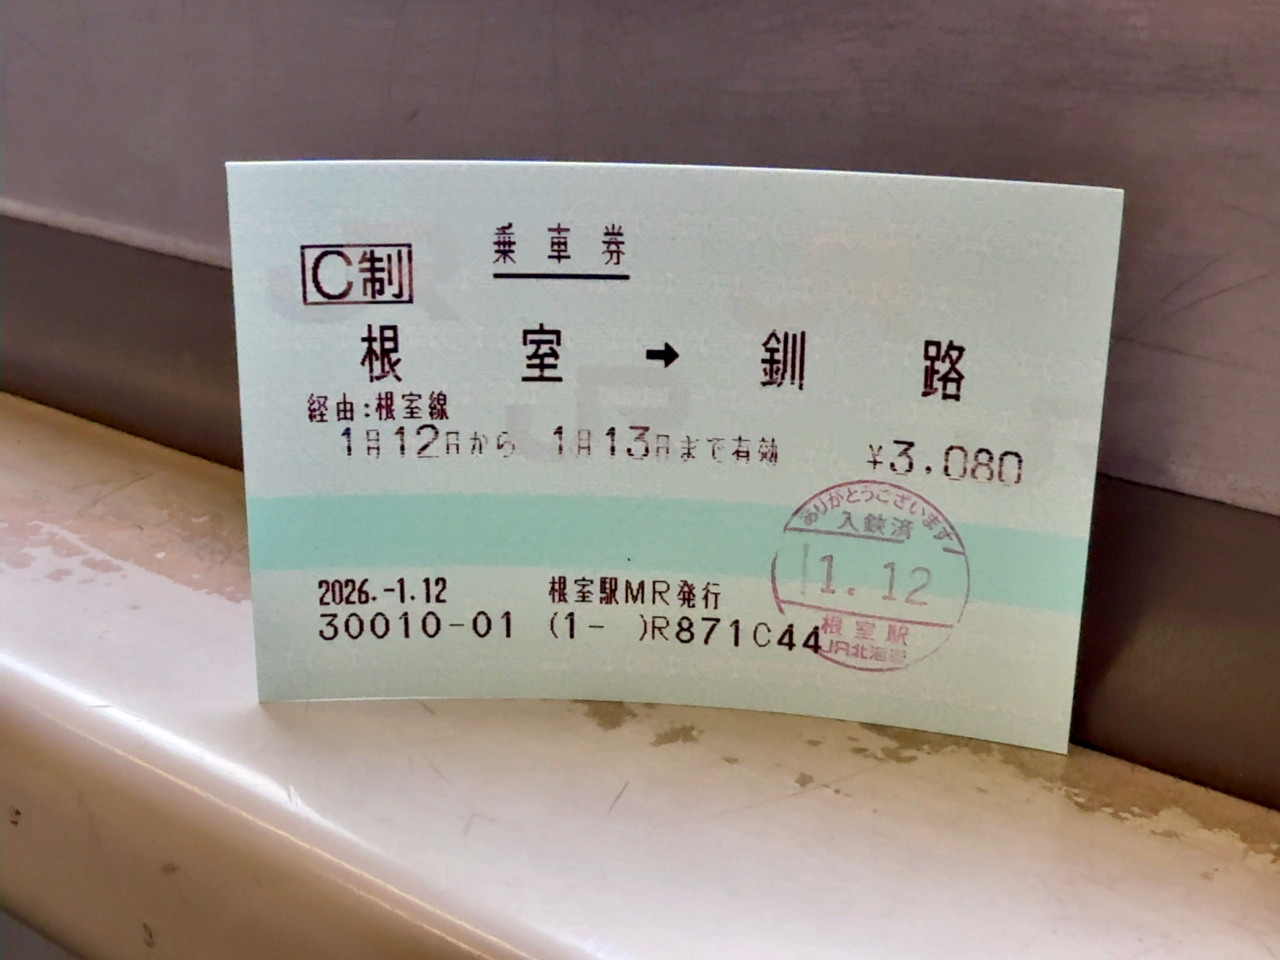 乗車券
C制
根室→釧路
経由:根室線
1月12日から 1月13日まで有効 ¥3,080
ありがとうございます
入鋏済
1.12
根室駅
JR北海道
2026.-1.12 根室駅MR発行
30010-01 (1- )R871C44